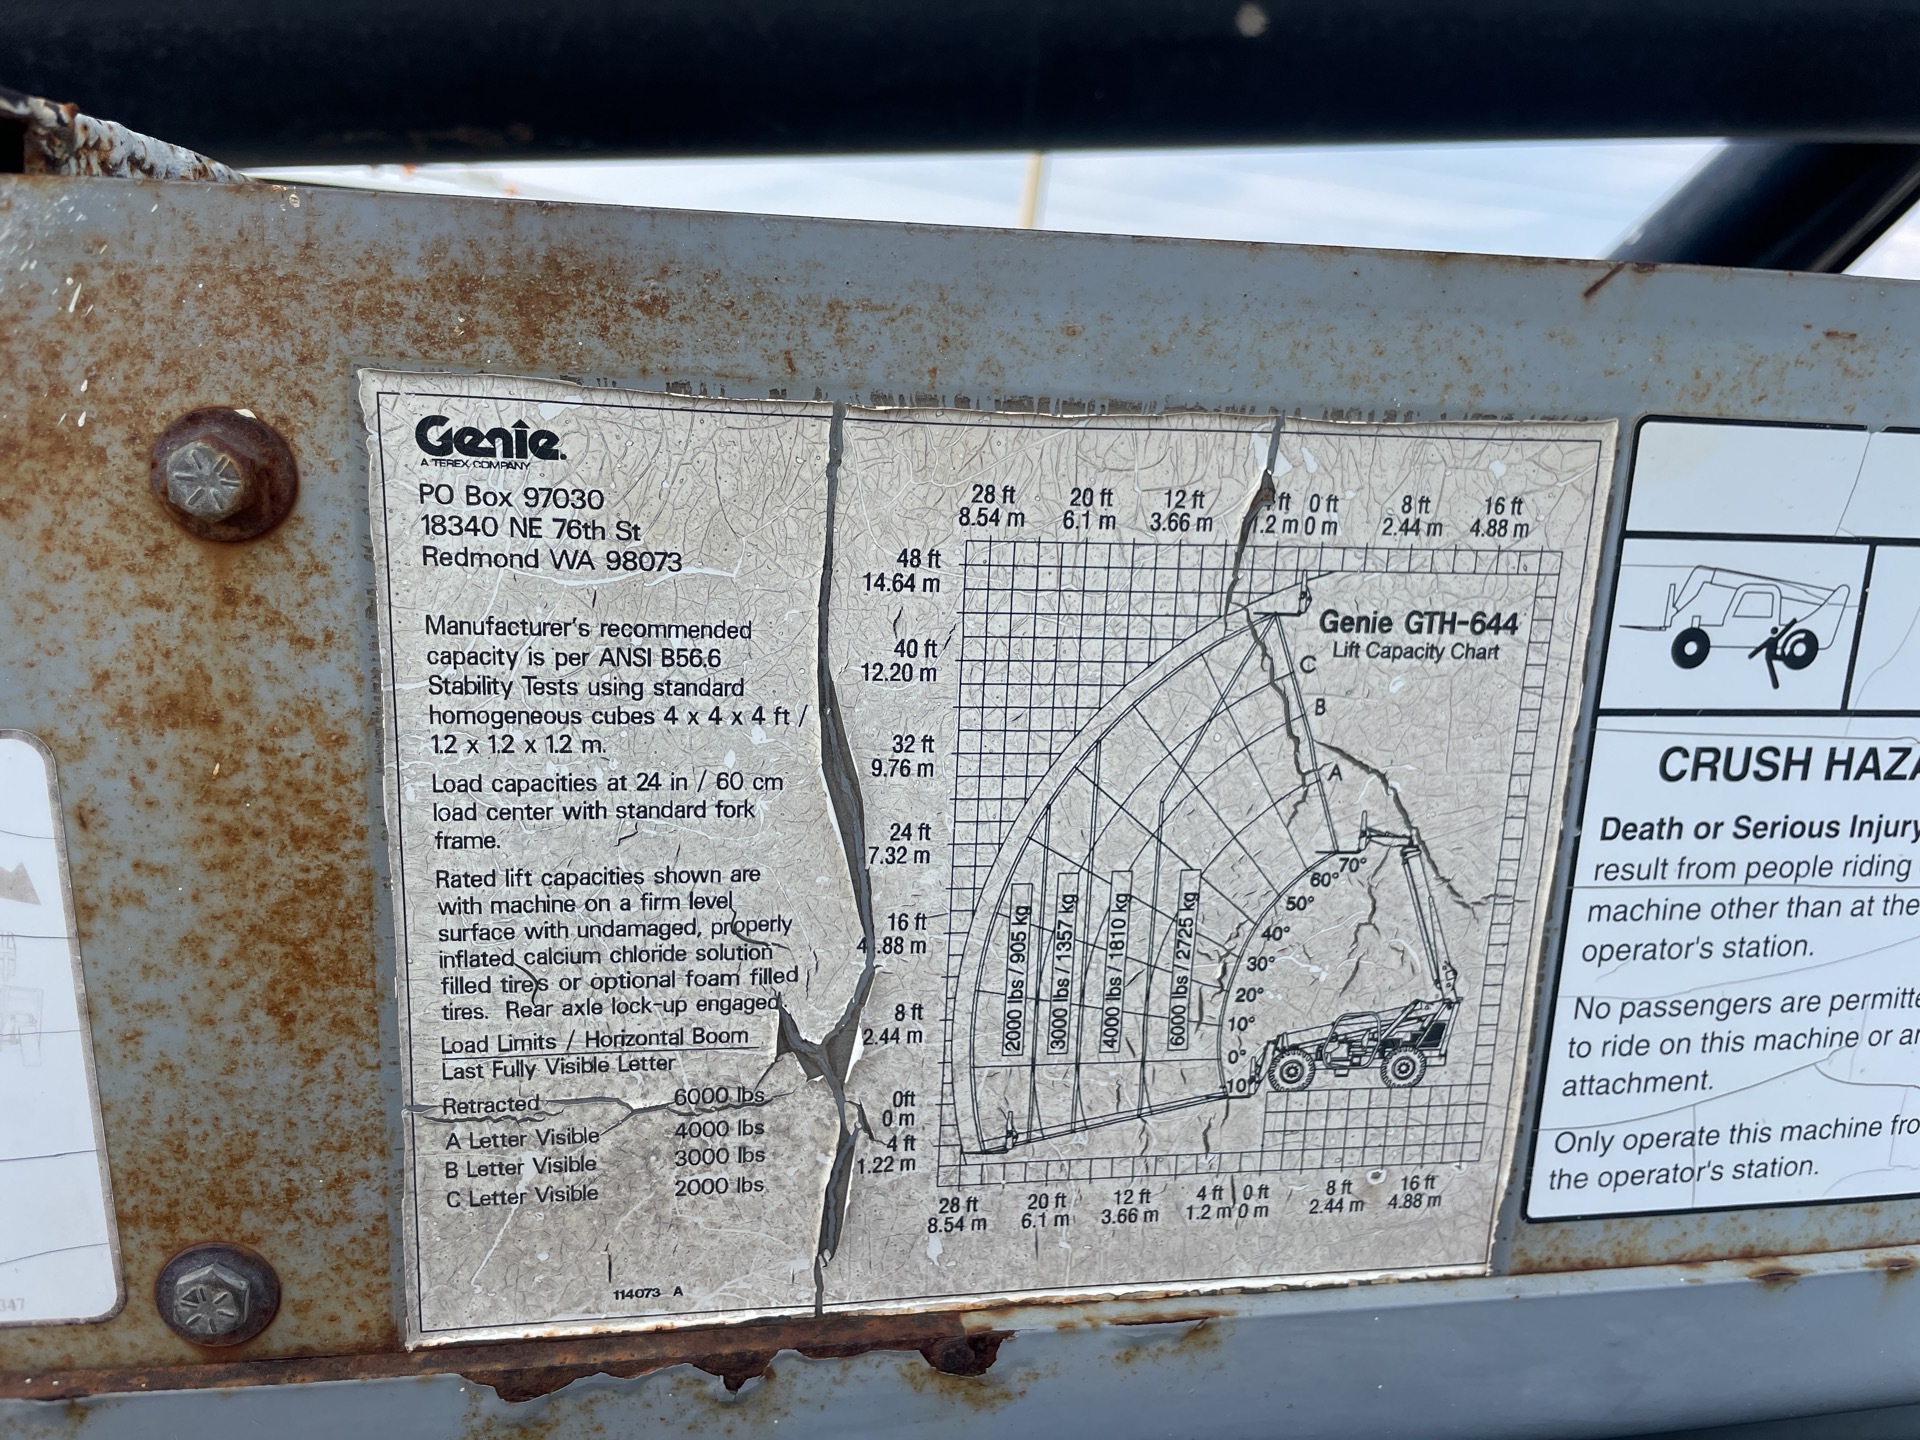 Genie
A TEREX COMPANY
PO Box 97030
18340 NE 76th St
Redmond WA 98073
Manufacturer's recommended
capacity is per ANSI B56.6
Stability Tests using standard
homogeneous cubes 4 x 4 x 4 ft /
1.2 x 1.2 x 1.2 m.
Load capacities at 24 in / 60 cm
load center with standard fork
frame.
Rated lift capacities shown are
with machine on a firm level
surface with undamaged, properly
inflated calcium chloride solution
filled tires or optional foam filled
tires. Rear axle lock-up engaged.
Load Limits / Horizontal Boom
Last Fully Visible Letter
Retracted 6000 lbs
A Letter Visible 4000 lbs
B Letter Visible 3000 lbs
C Letter Visible 2000 lbs
114073 A
28 ft 20 ft 12 ft ft 0 ft 8 ft 16 ft
8.54 m 6.1 m 3.66 m 1.2 m 0 m 2.44 m 4.88 m
48 ft
14.64 m
40 ft
12.20 m
32 ft
9.76 m
24 ft
7.32 m
16 ft
4.88 m
8 ft
2.44 m
0ft
0 m
4 ft
1.22 m
Genie GTH-644
Lift Capacity Chart
C
B
A
70°
60°
50°
40°
30°
20°
10°
0°
-10°
2000 lbs / 905 kg
3000 lbs / 1357 kg
4000 lbs / 1810 kg
6000 lbs / 2725 kg
28 ft 20 ft 12 ft 4 ft 0 ft 8 ft 16 ft
8.54 m 6.1 m 3.66 m 1.2 m 0 m 2.44 m 4.88 m
CRUSH HAZA
Death or Serious Injury
result from people riding
machine other than at the
operator's station.
No passengers are permitte
to ride on this machine or an
attachment.
Only operate this machine fro
the operator's station.
347